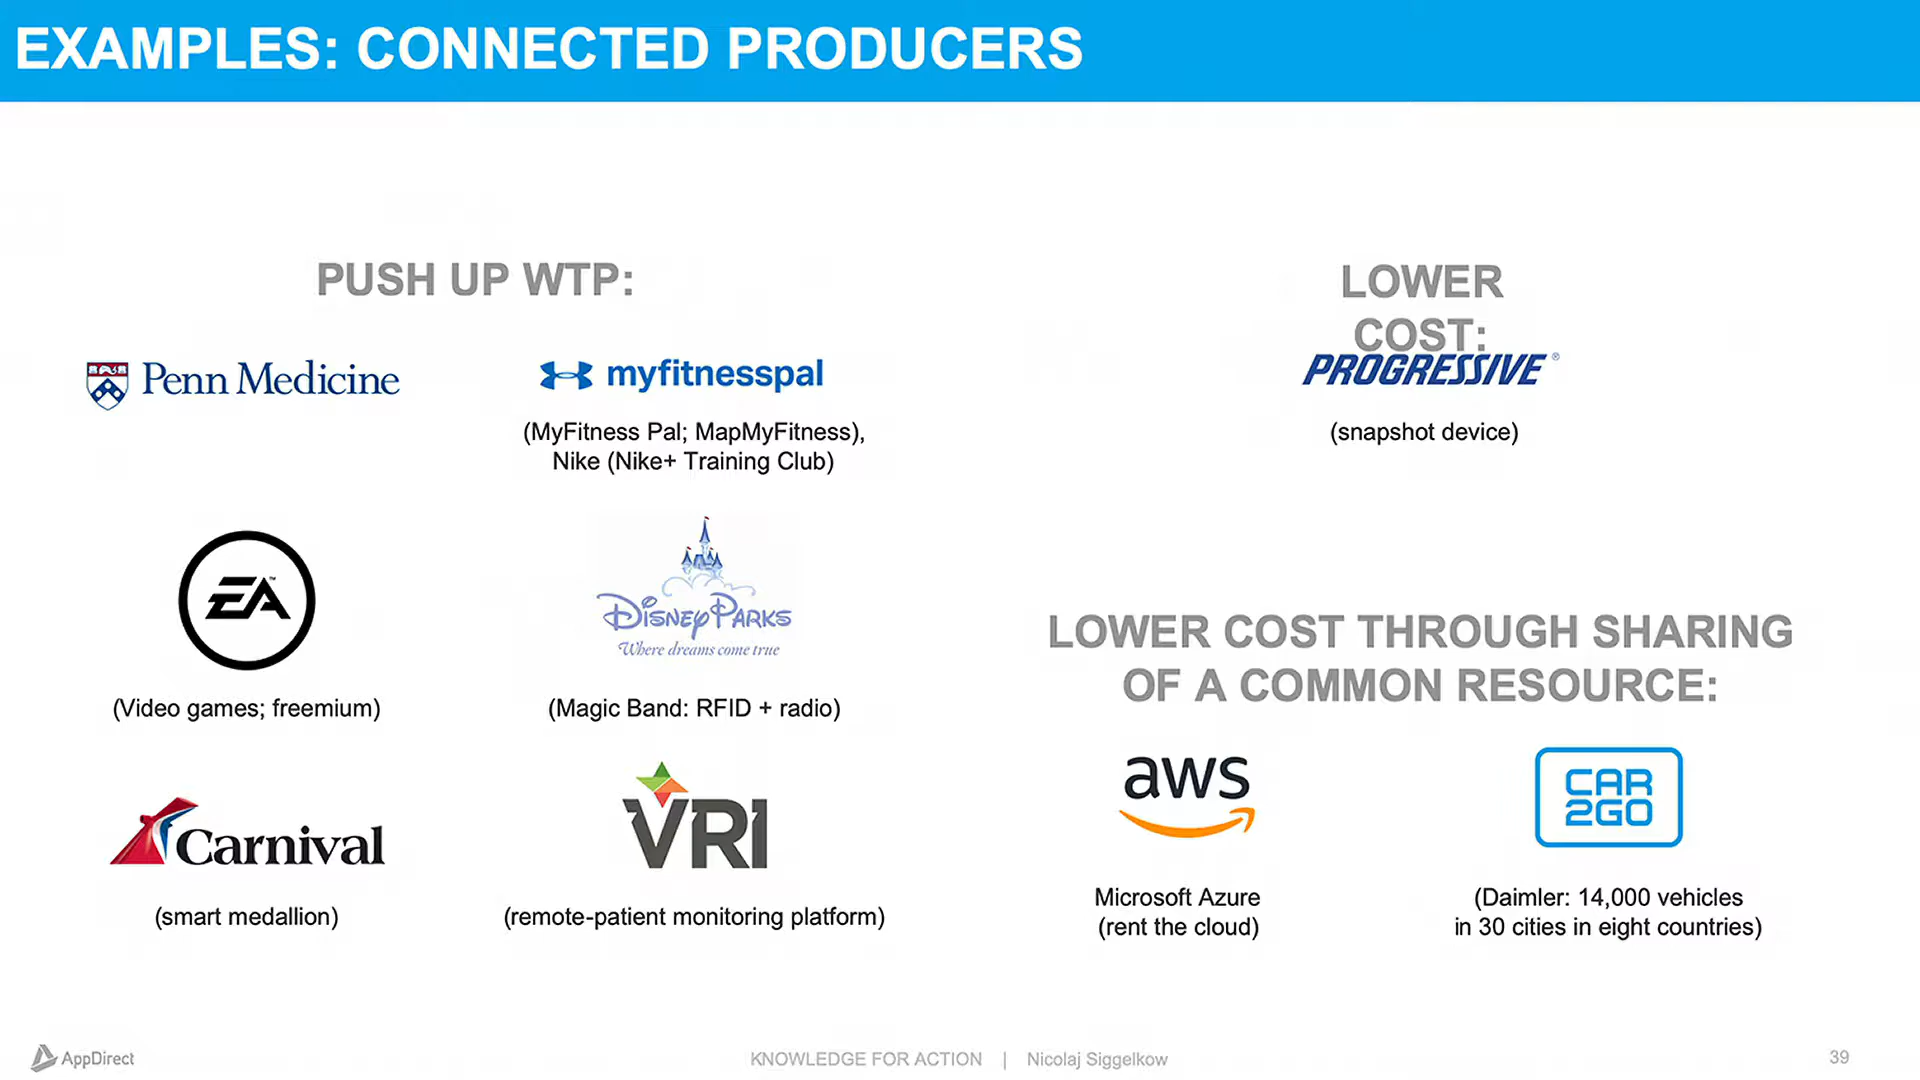 EXAMPLES: CONNECTED PRODUCERS
PUSH UP WTP:
Penn Medicine
myfitnesspal
(MyFitness Pal; MapMyFitness),
Nike (Nike+ Training Club)
EA™
(Video games; freemium)
Disney Parks
Where dreams come true
(Magic Band: RFID + radio)
Carnival
(smart medallion)
VRI
(remote-patient monitoring platform)
LOWER
COST:
PROGRESSIVE®
(snapshot device)
LOWER COST THROUGH SHARING
OF A COMMON RESOURCE:
aws
Microsoft Azure
(rent the cloud)
CAR
2GO
(Daimler: 14,000 vehicles
in 30 cities in eight countries)
AppDirect
KNOWLEDGE FOR ACTION | Nicolaj Siggelkow
39